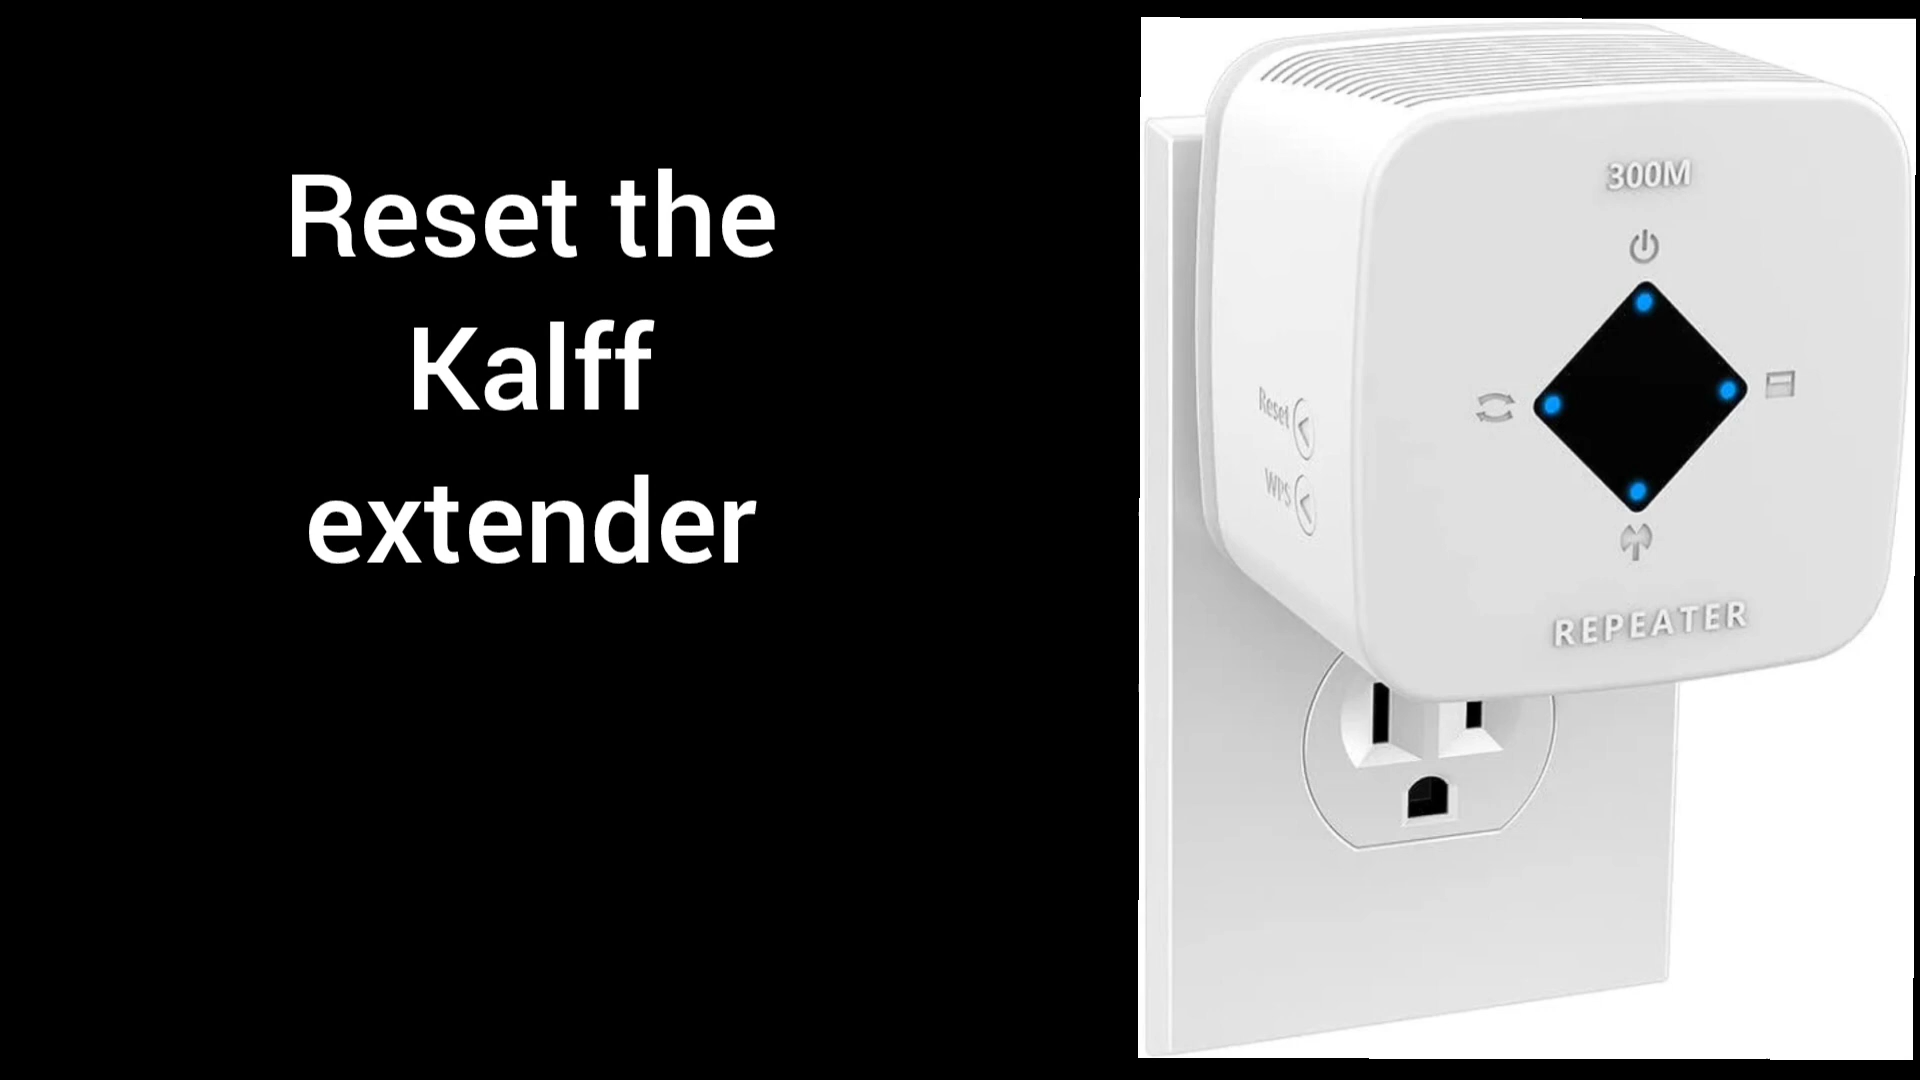 Reset the
Kalff
extender
300M
Reset
WPS
REPEATER